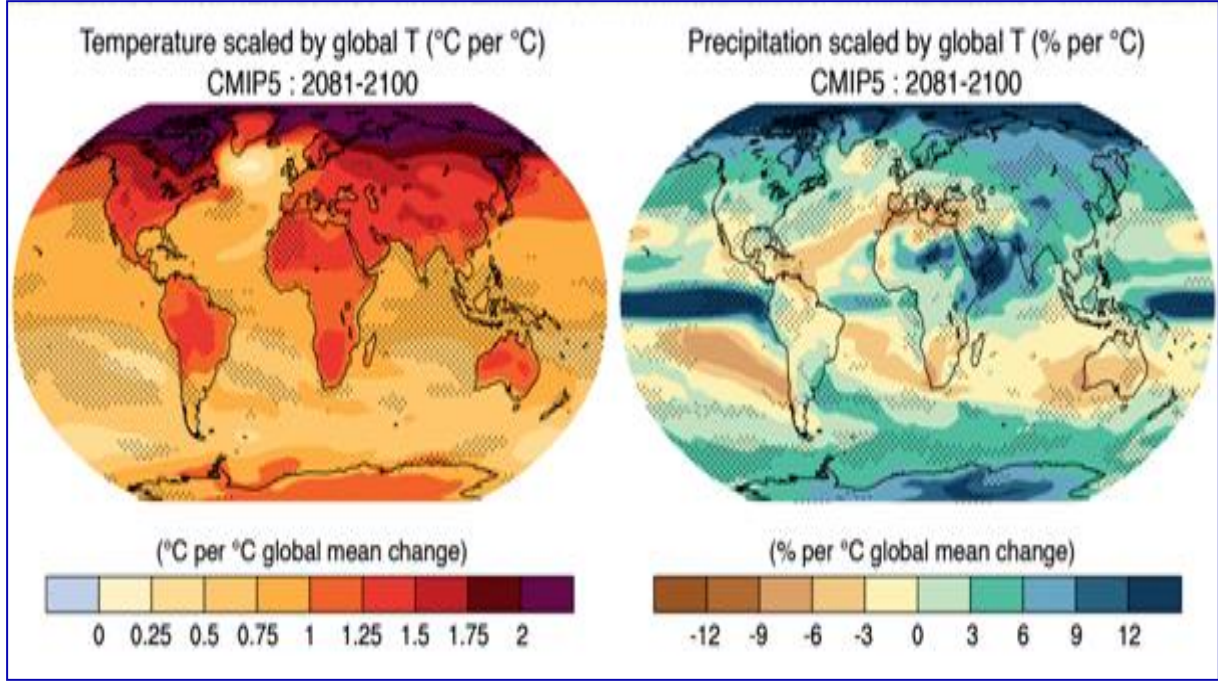 Temperature scaled by global T (°C per °C)
CMIP5 : 2081-2100
Precipitation scaled by global T (% per °C)
CMIP5 : 2081-2100
(°C per °C global mean change)
0 0.25 0.5 0.75 1 1.25 1.5 1.75 2
(% per °C global mean change)
-12 -9 -6 -3 0 3 6 9 12